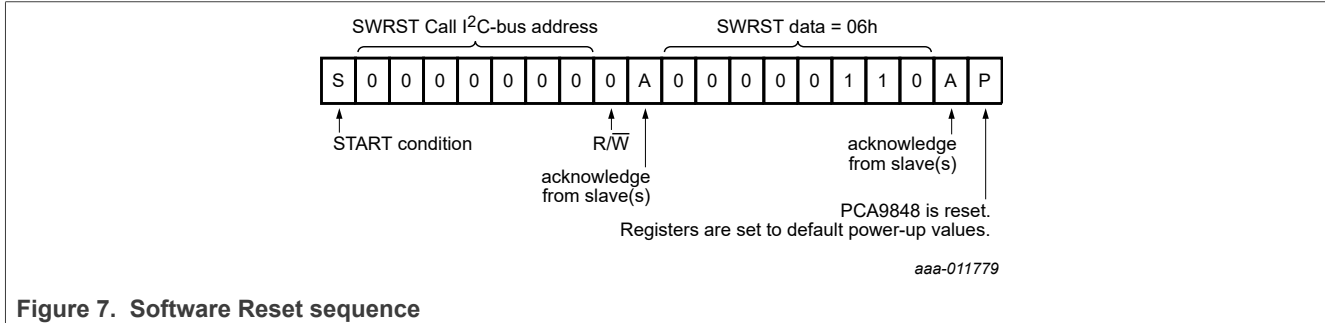 SWRST Call I2C-bus address SWRST data = 06h
S 0 0 0 0 0 0 0 0 A 0 0 0 0 0 1 1 0 A P
START condition R/W̅ acknowledge
from slave(s)
acknowledge
from slave(s)
PCA9848 is reset.
Registers are set to default power-up values.
aaa-011779
Figure 7. Software Reset sequence